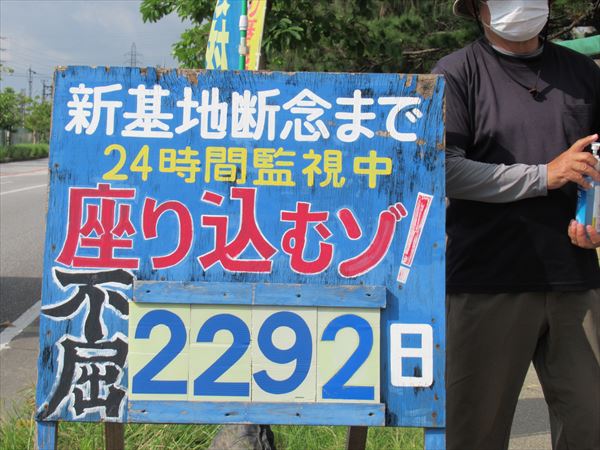 新基地断念まで
24時間監視中
座り込むゾ!
不屈
2292日